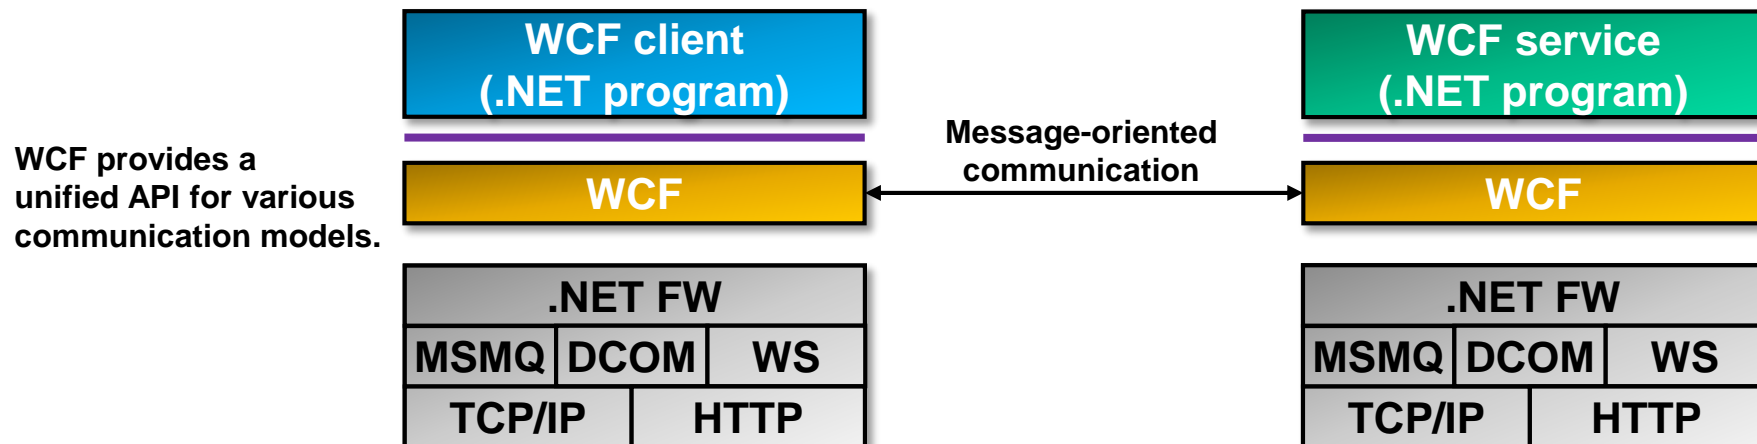 WCF provides a
unified API for various
communication models.
WCF client
(.NET program)
WCF
.NET FW
MSMQ DCOM WS
TCP/IP HTTP
Message-oriented
communication
WCF service
(.NET program)
WCF
.NET FW
MSMQ DCOM WS
TCP/IP HTTP